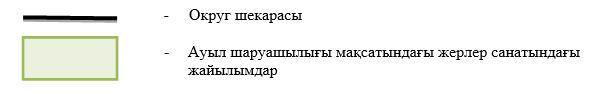 - Округ шекарасы
- Ауыл шаруашылығы мақсатындағы жерлер санатындағы
жайылымдар